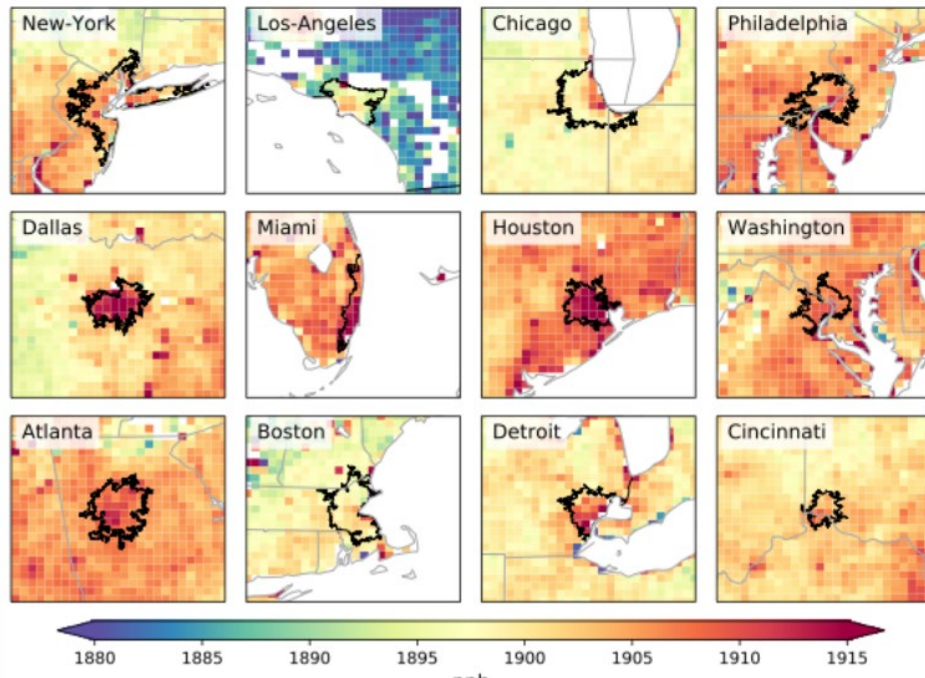 New-York
Los-Angeles
Chicago
Philadelphia
Dallas
Miami
Houston
Washington
Atlanta
Boston
Detroit
Cincinnati
1880 1885 1890 1895 1900 1905 1910 1915